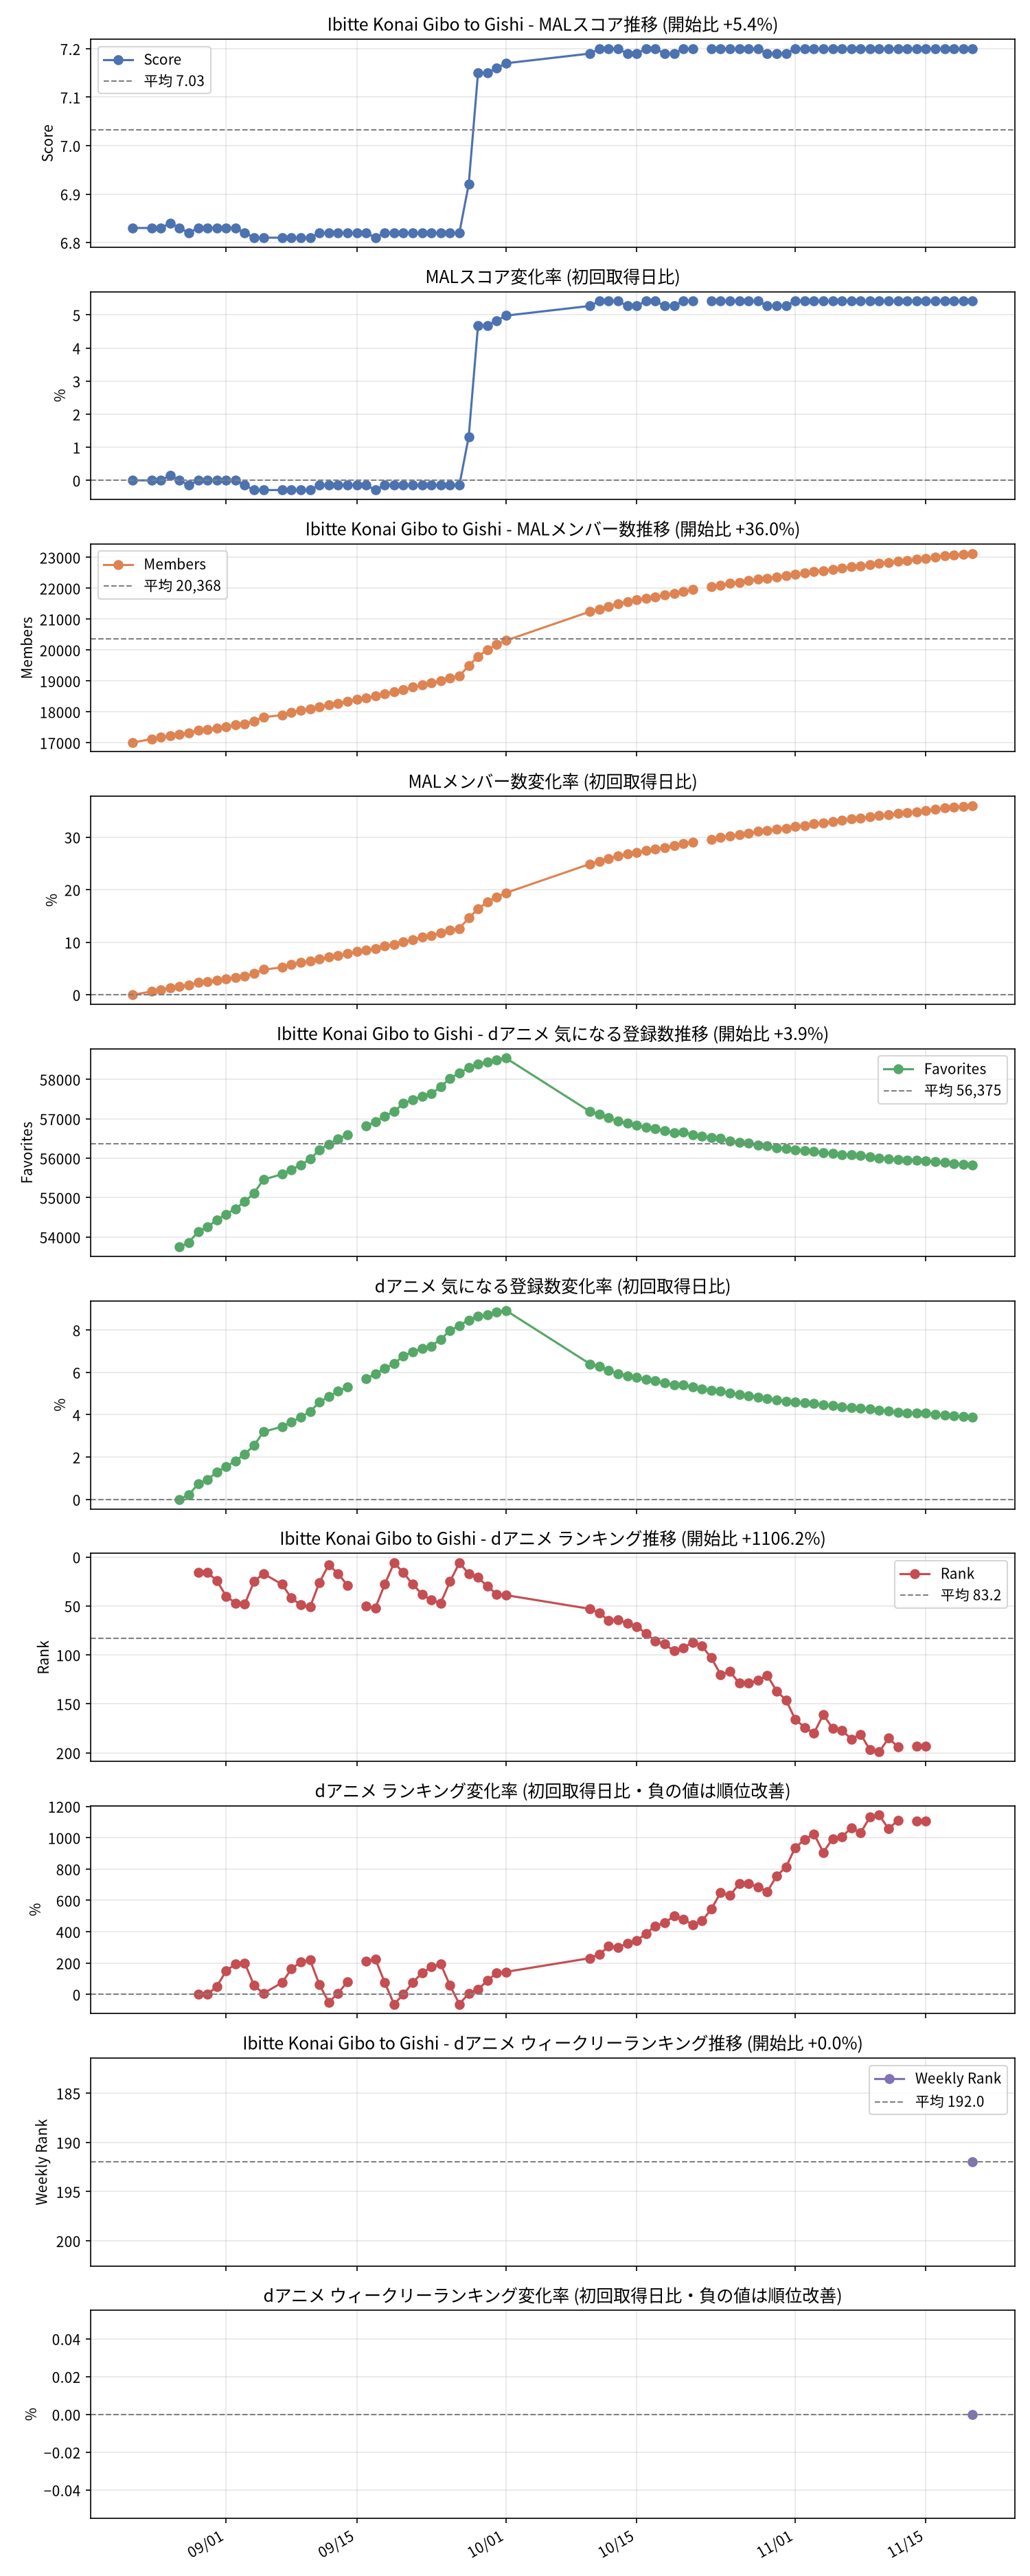 Ibitte Konai Gibo to Gishi - MALスコア推移 (開始比 +5.4%)
7.2
7.1
7.0
6.9
6.8
Score
Score
平均 7.03
MALスコア変化率 (初回取得日比)
5
4
3
2
1
0
%
Ibitte Konai Gibo to Gishi - MALメンバー数推移 (開始比 +36.0%)
23000
22000
21000
20000
19000
18000
17000
Members
Members
平均 20,368
MALメンバー数変化率 (初回取得日比)
30
20
10
0
%
Ibitte Konai Gibo to Gishi - dアニメ 気になる登録数推移 (開始比 +3.9%)
58000
57000
56000
55000
54000
Favorites
Favorites
平均 56,375
dアニメ 気になる登録数変化率 (初回取得日比)
8
6
4
2
0
%
Ibitte Konai Gibo to Gishi - dアニメ ランキング推移 (開始比 +1106.2%)
0
50
100
150
200
Rank
Rank
平均 83.2
dアニメ ランキング変化率 (初回取得日比・負の値は順位改善)
1200
1000
800
600
400
200
0
%
Ibitte Konai Gibo to Gishi - dアニメ ウィークリーランキング推移 (開始比 +0.0%)
185
190
195
200
Weekly Rank
Weekly Rank
平均 192.0
dアニメ ウィークリーランキング変化率 (初回取得日比・負の値は順位改善)
0.04
0.02
0.00
−0.02
−0.04
%
09/01
09/15
10/01
10/15
11/01
11/15